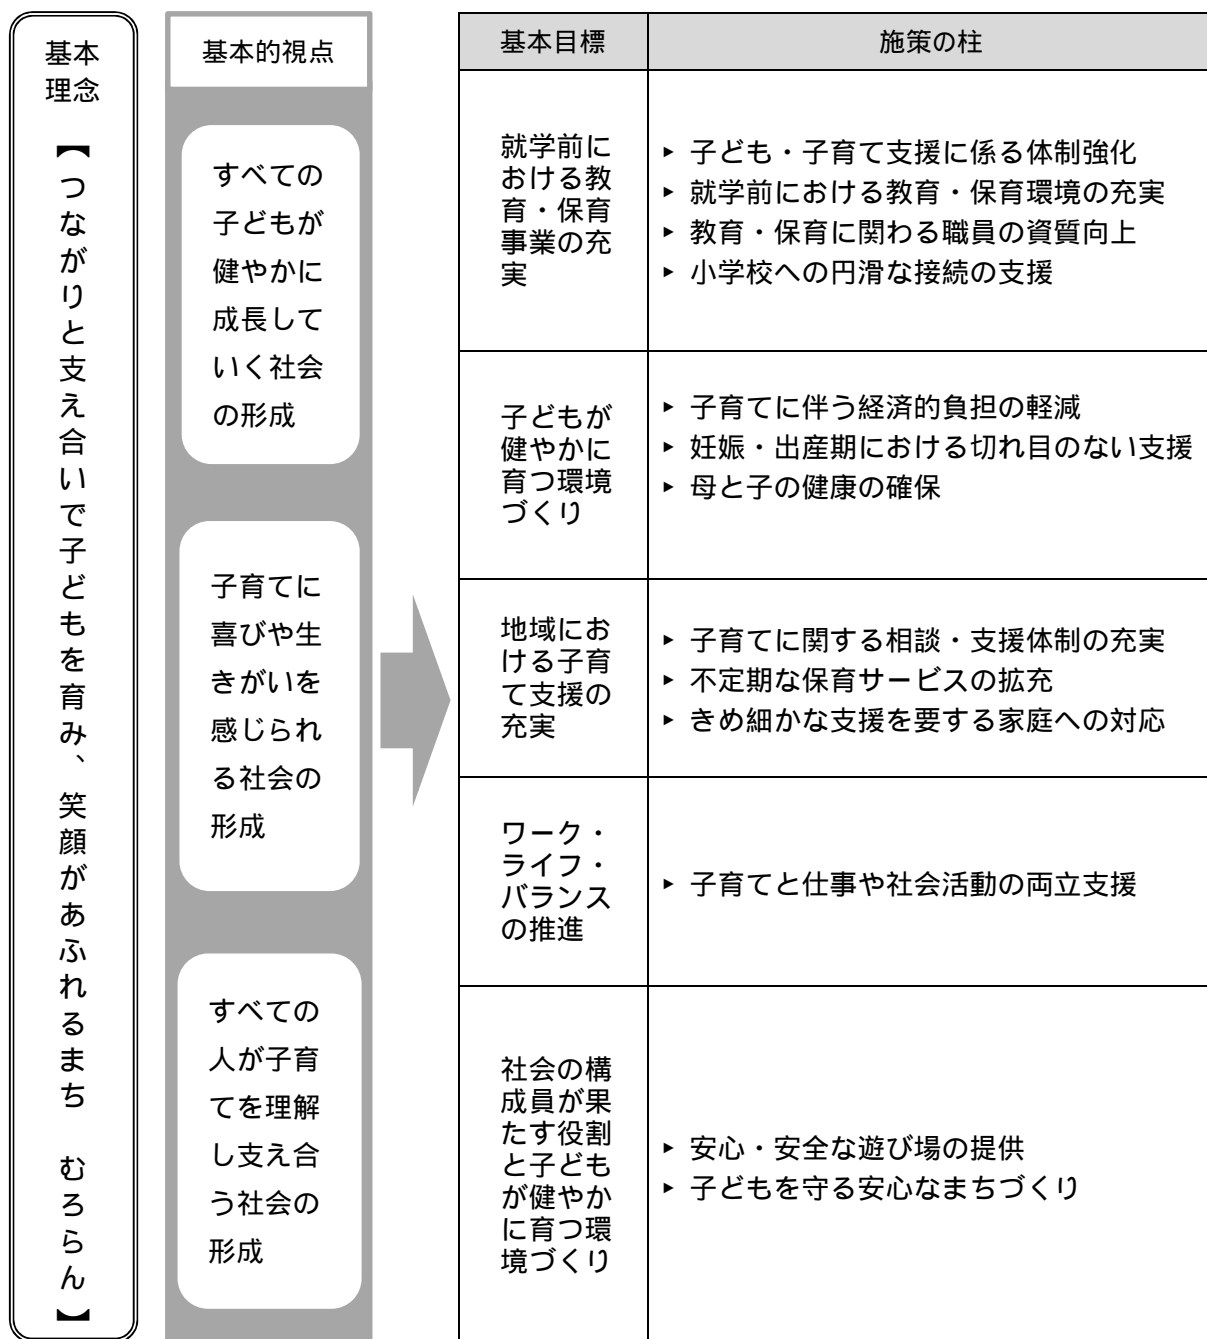 基本
理念
【つながりと支え合いで子どもを育み、笑顔があふれるまち　むろらん】
基本的視点
すべての
子どもが
健やかに
成長して
いく社会
の形成
子育てに
喜びや生
きがいを
感じられ
る社会の
形成
すべての
人が子育
てを理解
し支え合
う社会の
形成
基本目標
施策の柱
就学前に
おける教
育・保育
事業の充
実
▶ 子ども・子育て支援に係る体制強化
▶ 就学前における教育・保育環境の充実
▶ 教育・保育に関わる職員の資質向上
▶ 小学校への円滑な接続の支援
子どもが
健やかに
育つ環境
づくり
▶ 子育てに伴う経済的負担の軽減
▶ 妊娠・出産期における切れ目のない支援
▶ 母と子の健康の確保
地域にお
ける子育
て支援の
充実
▶ 子育てに関する相談・支援体制の充実
▶ 不定期な保育サービスの拡充
▶ きめ細かな支援を要する家庭への対応
ワーク・
ライフ・
バランス
の推進
▶ 子育てと仕事や社会活動の両立支援
社会の構
成員が果
たす役割
と子ども
が健やか
に育つ環
境づくり
▶ 安心・安全な遊び場の提供
▶ 子どもを守る安心なまちづくり